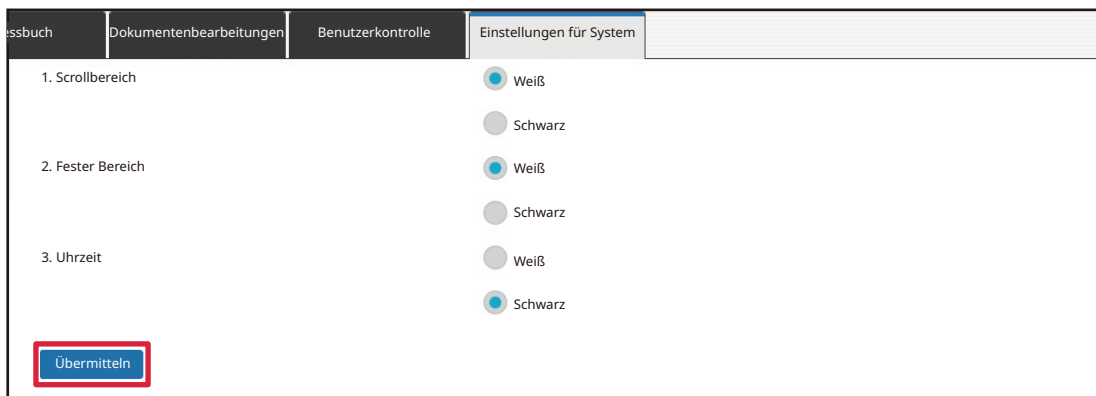 essbuch Dokumentenbearbeitungen Benutzerkontrolle Einstellungen für System
1. Scrollbereich Weiß
Schwarz
2. Fester Bereich Weiß
Schwarz
3. Uhrzeit Weiß
Schwarz
Übermitteln